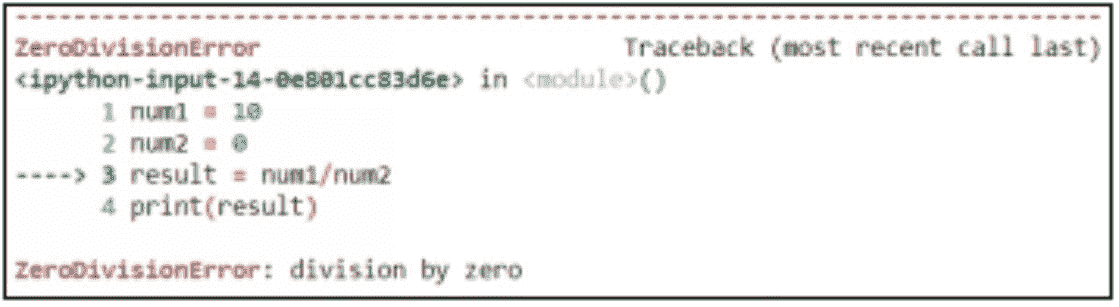 ---------------------------------------------------------------------------
ZeroDivisionError                         Traceback (most recent call last)
<ipython-input-14-0e801cc83d6e> in <module>()
      1 num1 = 10
      2 num2 = 0
----> 3 result = num1/num2
      4 print(result)

ZeroDivisionError: division by zero